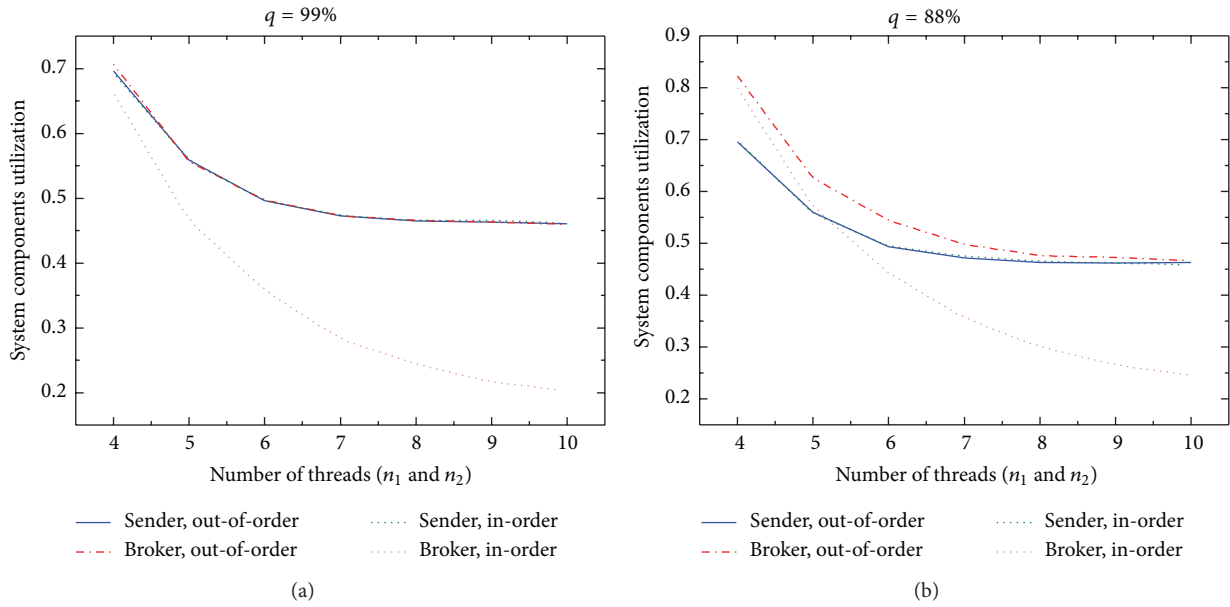 q = 99%
System components utilization
0.7
0.6
0.5
0.4
0.3
0.2
4 5 6 7 8 9 10
Number of threads (n₁ and n₂)
Sender, out-of-order
Sender, in-order
Broker, out-of-order
Broker, in-order
(a)
q = 88%
System components utilization
0.9
0.8
0.7
0.6
0.5
0.4
0.3
0.2
4 5 6 7 8 9 10
Number of threads (n₁ and n₂)
Sender, out-of-order
Sender, in-order
Broker, out-of-order
Broker, in-order
(b)